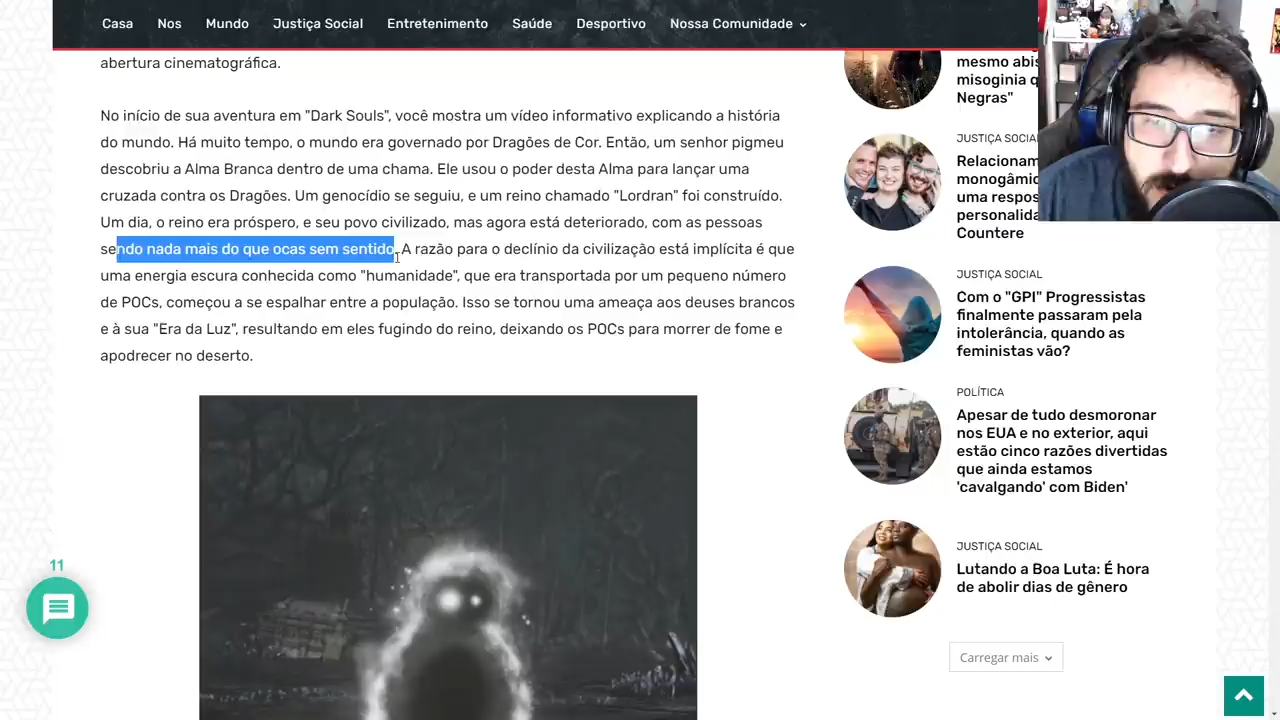 Casa Nos Mundo Justiça Social Entretenimento Saúde Desportivo Nossa Comunidade
abertura cinematográfica.
No início de sua aventura em "Dark Souls", você mostra um vídeo informativo explicando a história
do mundo. Há muito tempo, o mundo era governado por Dragões de Cor. Então, um senhor pigmeu
descobriu a Alma Branca dentro de uma chama. Ele usou o poder desta Alma para lançar uma
cruzada contra os Dragões. Um genocídio se seguiu, e um reino chamado "Lordran" foi construído.
Um dia, o reino era próspero, e seu povo civilizado, mas agora está deteriorado, com as pessoas
sendo nada mais do que ocas sem sentido. A razão para o declínio da civilização está implícita é que
uma energia escura conhecida como "humanidade", que era transportada por um pequeno número
de POCs, começou a se espalhar entre a população. Isso se tornou uma ameaça aos deuses brancos
e à sua "Era da Luz", resultando em eles fugindo do reino, deixando os POCs para morrer de fome e
apodrecer no deserto.
11
mesmo abis
misoginia q
Negras"
JUSTIÇA SOCIAL
Relacionam
monogâmic
uma respos
personalida
Countere
JUSTIÇA SOCIAL
Com o "GPI" Progressistas
finalmente passaram pela
intolerância, quando as
feministas vão?
POLÍTICA
Apesar de tudo desmoronar
nos EUA e no exterior, aqui
estão cinco razões divertidas
que ainda estamos
'cavalgando' com Biden'
JUSTIÇA SOCIAL
Lutando a Boa Luta: É hora
de abolir dias de gênero
Carregar mais